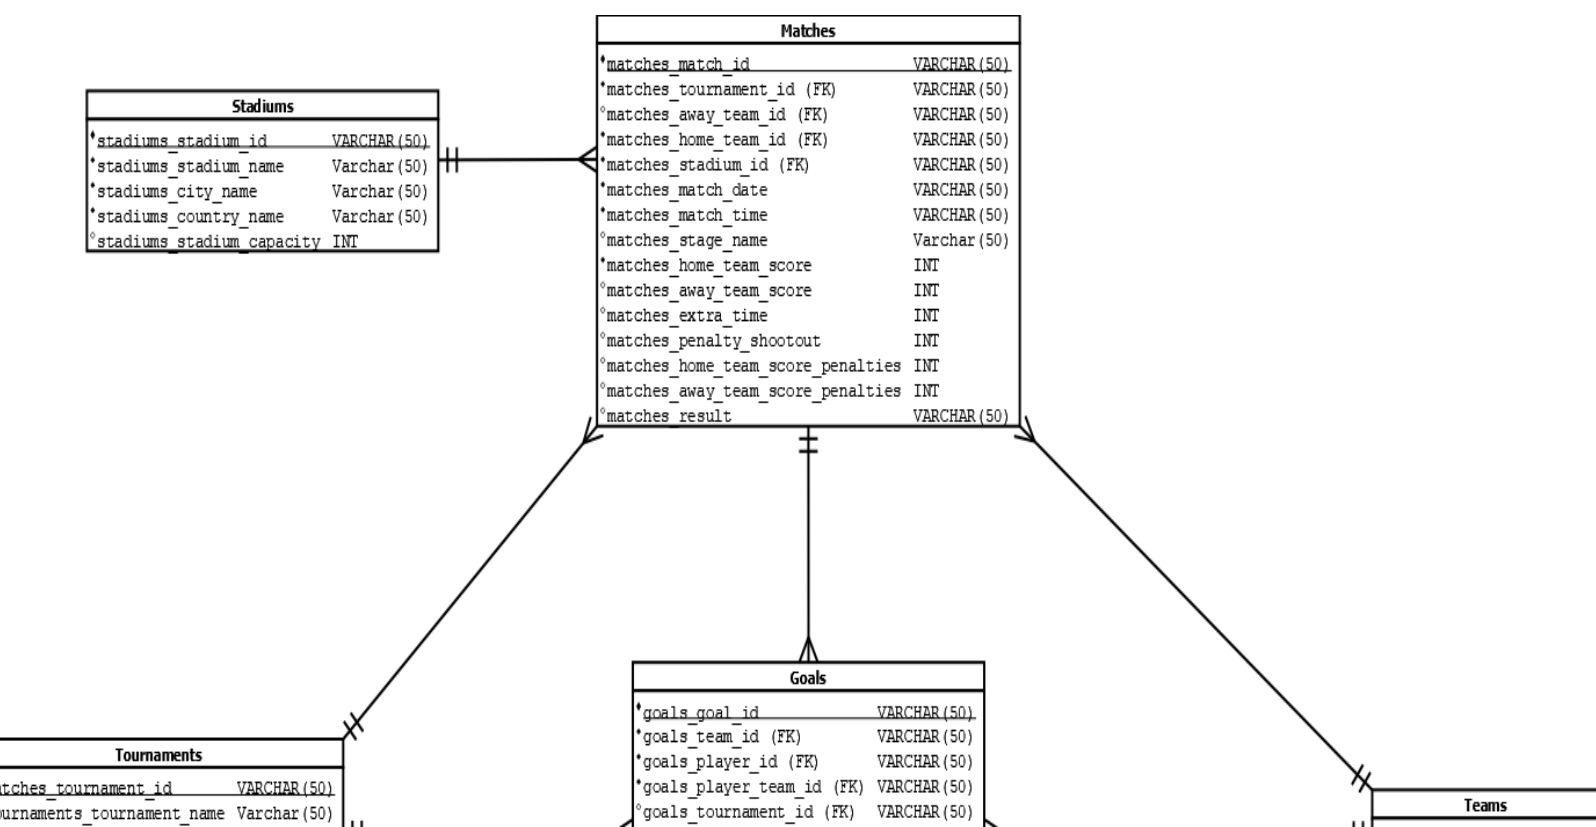 Matches
matches_match_id VARCHAR(50)
matches_tournament_id (FK) VARCHAR(50)
matches_away_team_id (FK) VARCHAR(50)
matches_home_team_id (FK) VARCHAR(50)
matches_stadium_id (FK) VARCHAR(50)
matches_match_date VARCHAR(50)
matches_match_time VARCHAR(50)
matches_stage_name Varchar(50)
matches_home_team_score INT
matches_away_team_score INT
matches_extra_time INT
matches_penalty_shootout INT
matches_home_team_score_penalties INT
matches_away_team_score_penalties INT
matches_result VARCHAR(50)
Stadiums
stadiums_stadium_id VARCHAR(50)
stadiums_stadium_name Varchar(50)
stadiums_city_name Varchar(50)
stadiums_country_name Varchar(50)
stadiums_stadium_capacity INT
Goals
goals_goal_id VARCHAR(50)
goals_team_id (FK) VARCHAR(50)
goals_player_id (FK) VARCHAR(50)
goals_player_team_id (FK) VARCHAR(50)
goals_tournament_id (FK) VARCHAR(50)
Tournaments
tches_tournament_id VARCHAR(50)
urnaments_tournament_name Varchar(50)
Teams